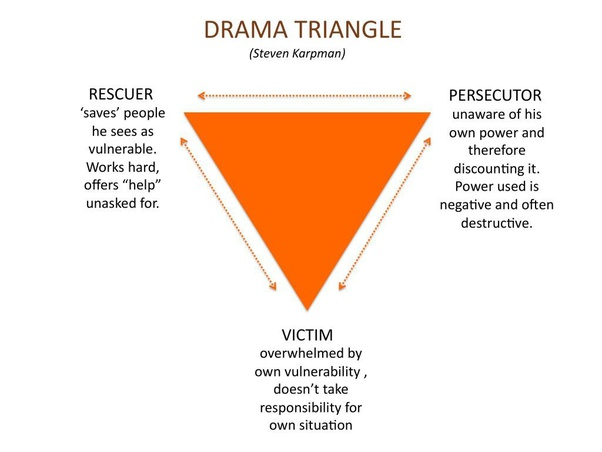 DRAMA TRIANGLE
(Steven Karpman)
RESCUER
‘saves’ people
he sees as
vulnerable.
Works hard,
offers “help”
unasked for.
PERSECUTOR
unaware of his
own power and
therefore
discounting it.
Power used is
negative and often
destructive.
VICTIM
overwhelmed by
own vulnerability ,
doesn’t take
responsibility for
own situation